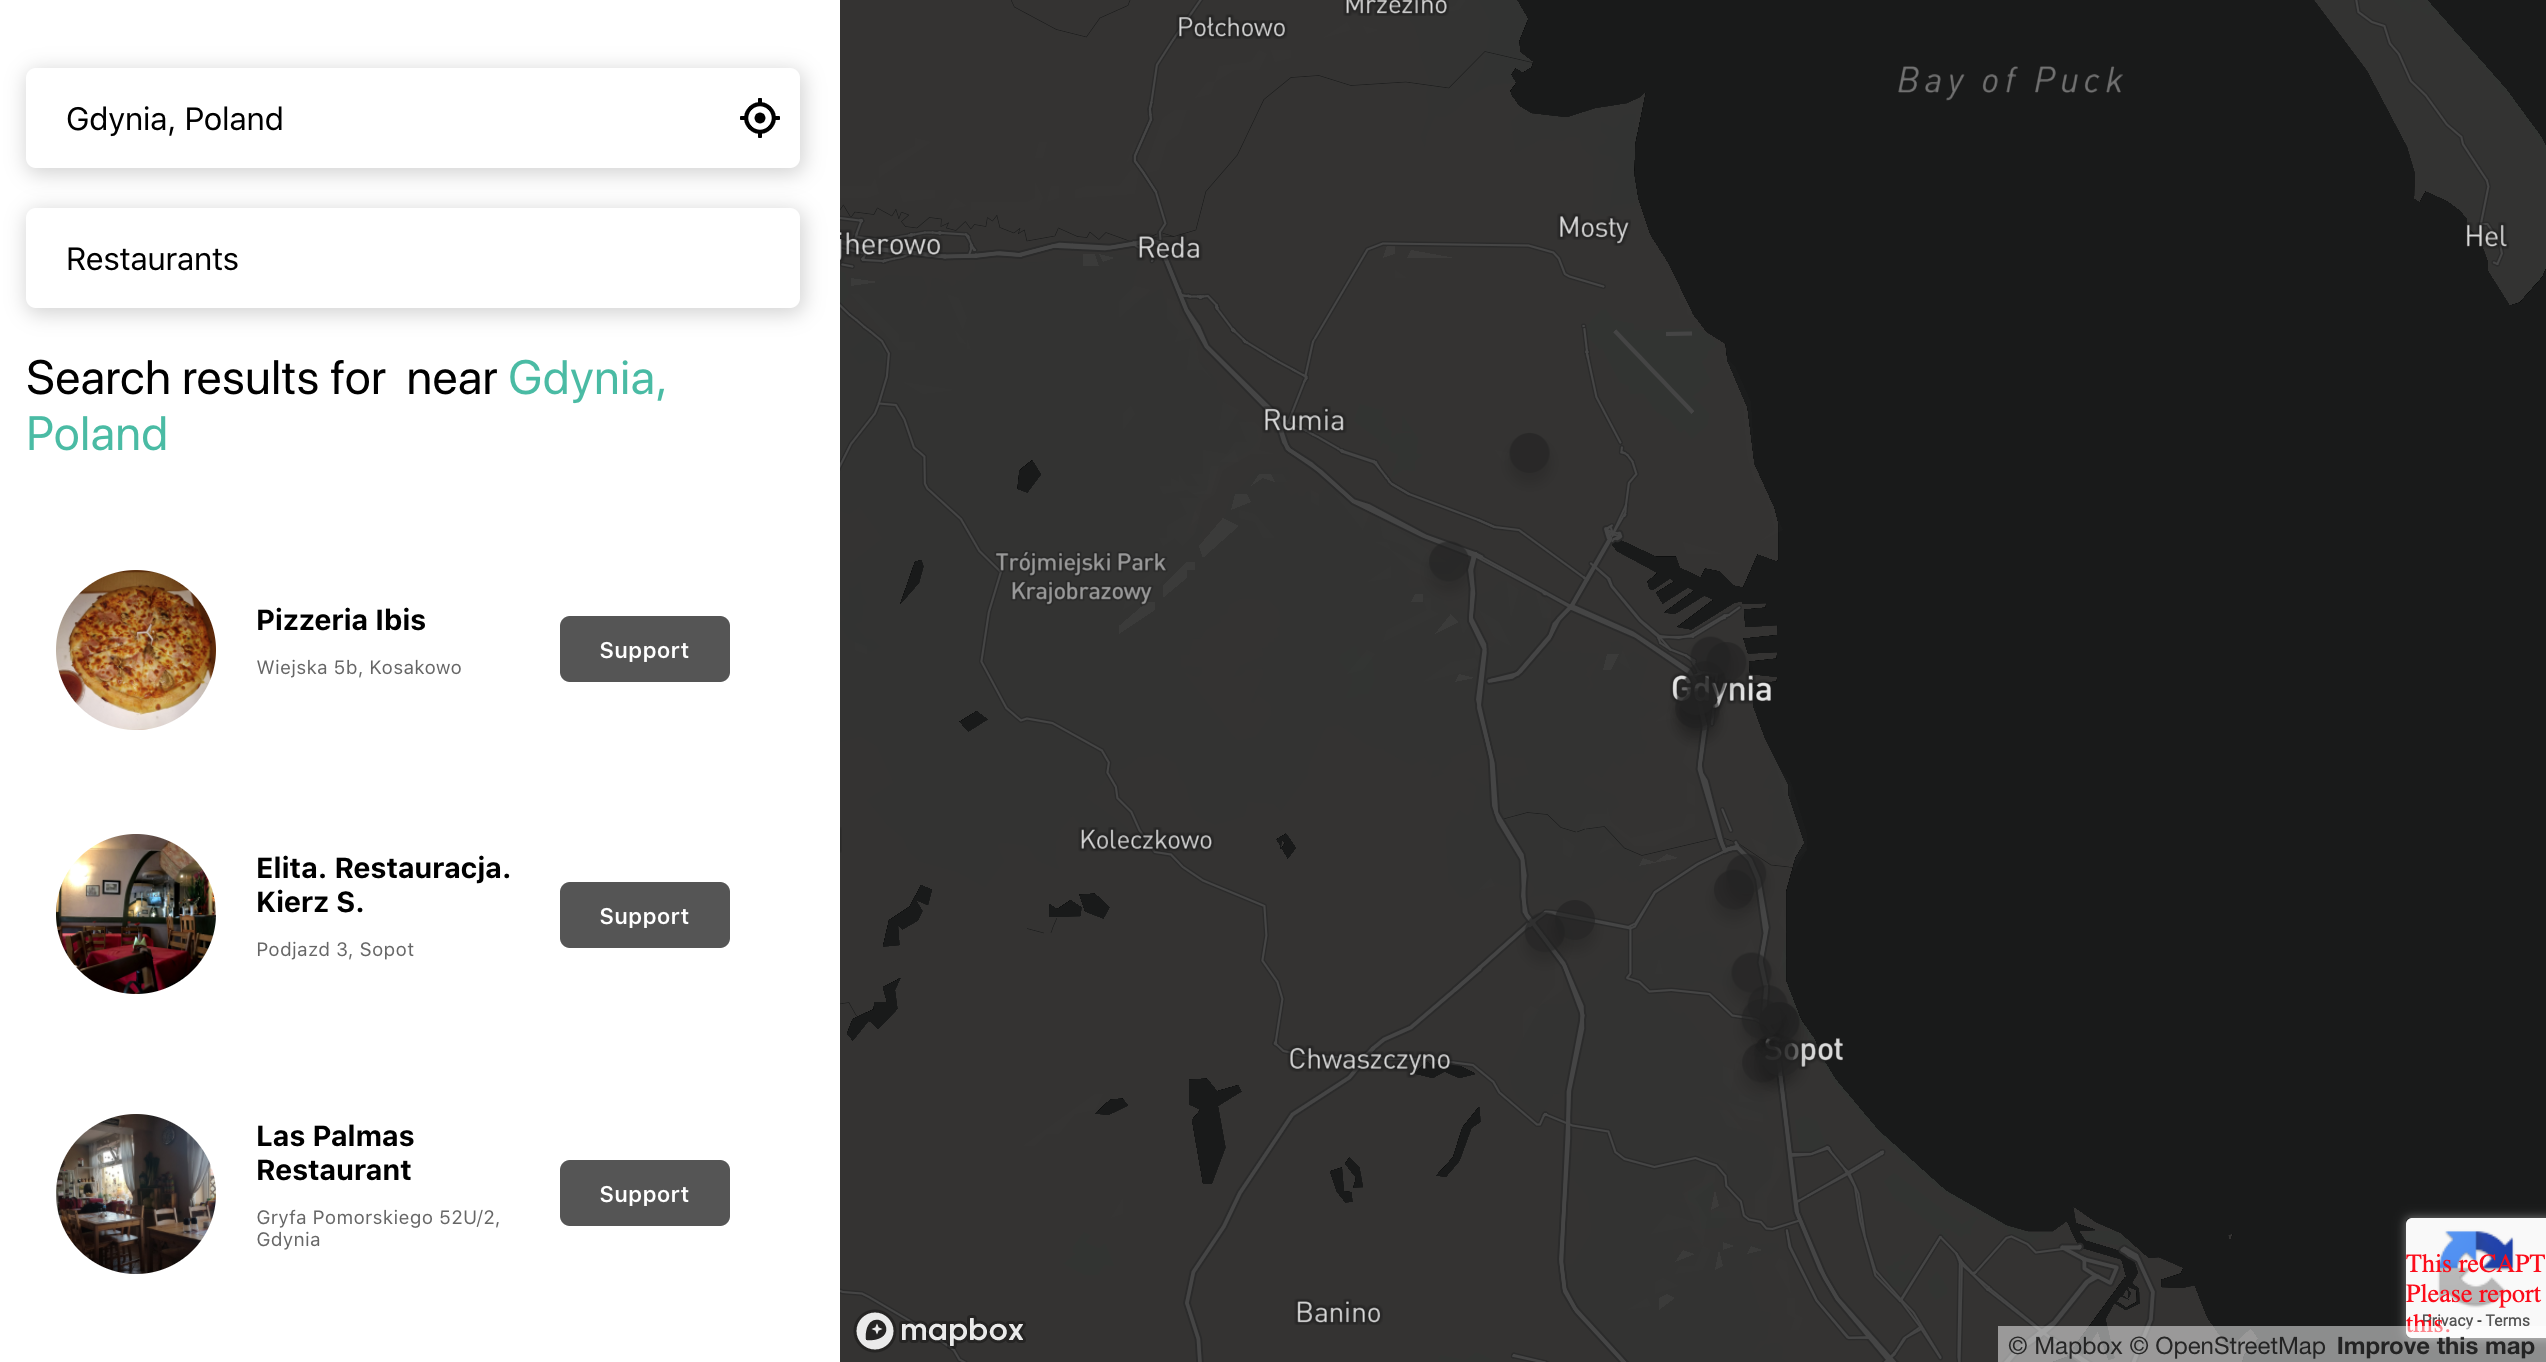 Gdynia, Poland
Restaurants
Search results for near Gdynia,
Poland
Pizzeria Ibis
Wiejska 5b, Kosakowo
Support
Elita. Restauracja.
Kierz S.
Podjazd 3, Sopot
Support
Las Palmas
Restaurant
Gryfa Pomorskiego 52U/2,
Gdynia
Support
Mrzezino
Połchowo
Bay of Puck
Mosty
Hel
jherowo
Reda
Rumia
Trójmiejski Park
Krajobrazowy
Gdynia
Koleczkowo
Sopot
Chwaszczyno
Banino
mapbox
This reCAPT
Please report
this.
Privacy - Terms
© Mapbox © OpenStreetMap Improve this map